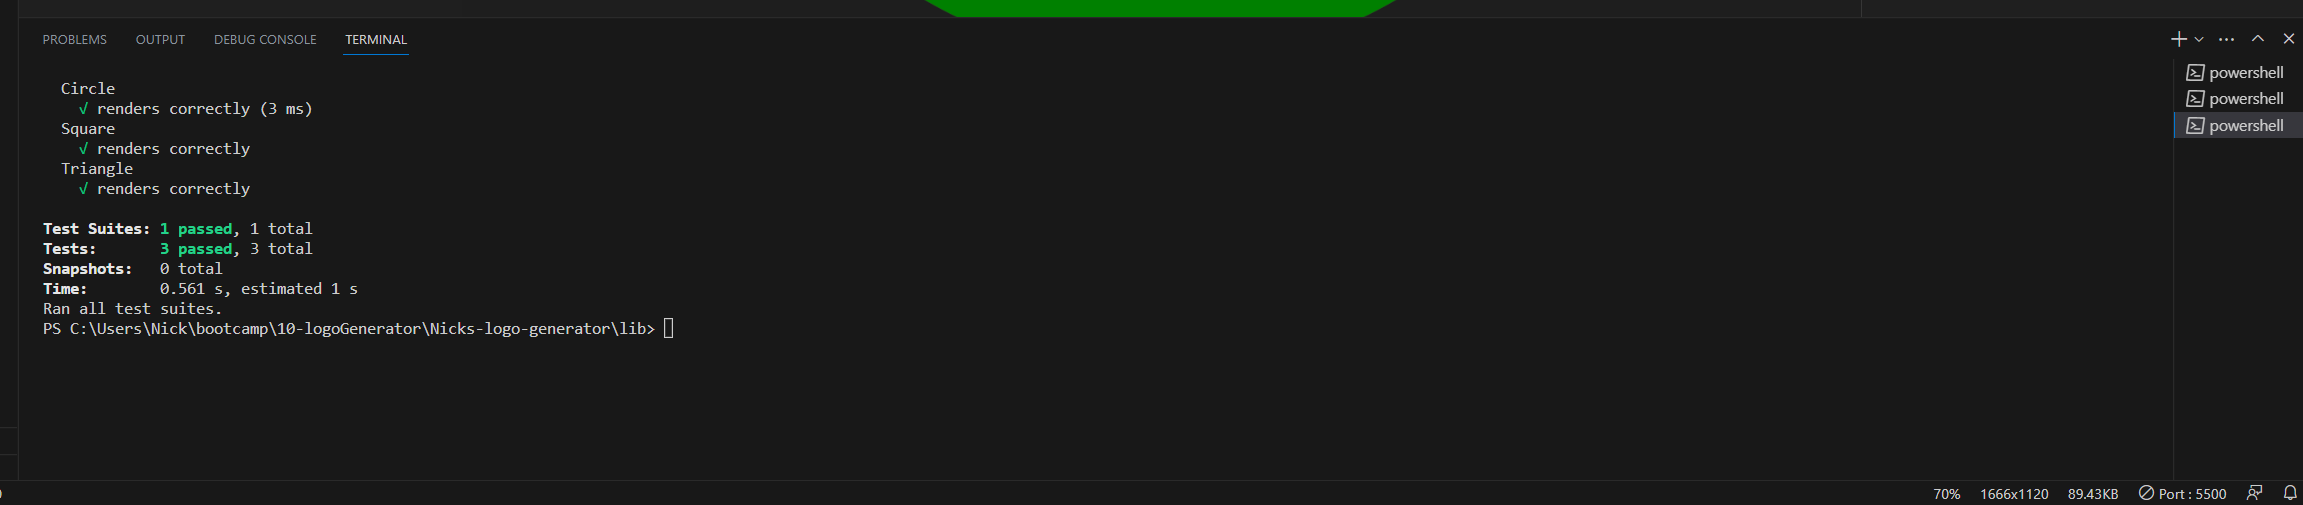 PROBLEMS OUTPUT DEBUG CONSOLE TERMINAL
powershell
powershell
powershell
Circle
√ renders correctly (3 ms)
Square
√ renders correctly
Triangle
√ renders correctly
Test Suites: 1 passed, 1 total
Tests: 3 passed, 3 total
Snapshots: 0 total
Time: 0.561 s, estimated 1 s
Ran all test suites.
PS C:\Users\Nick\bootcamp\10-logoGenerator\Nicks-logo-generator\lib>
70% 1666x1120 89.43KB Port : 5500